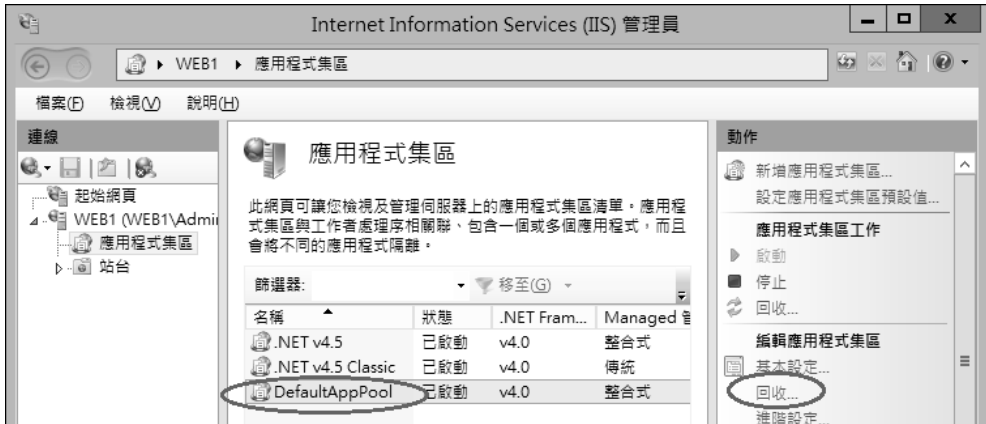 Internet Information Services (IIS) 管理員
WEB1 應用程式集區
檔案(F) 檢視(V) 說明(H)
連線
起始網頁
WEB1 (WEB1\Admi
應用程式集區
站台
應用程式集區
此網頁可讓您檢視及管理伺服器上的應用程式集區清單。應用程
式集區與工作者處理序相關聯、包含一個或多個應用程式，而且
會將不同的應用程式隔離。
篩選器: 移至(G)
名稱 狀態 .NET Fram... Managed 管
.NET v4.5 已啟動 v4.0 整合式
.NET v4.5 Classic 已啟動 v4.0 傳統
DefaultAppPool 已啟動 v4.0 整合式
動作
新增應用程式集區...
設定應用程式集區預設值...
應用程式集區工作
啟動
停止
回收...
編輯應用程式集區
基本設定...
回收...
進階設定...